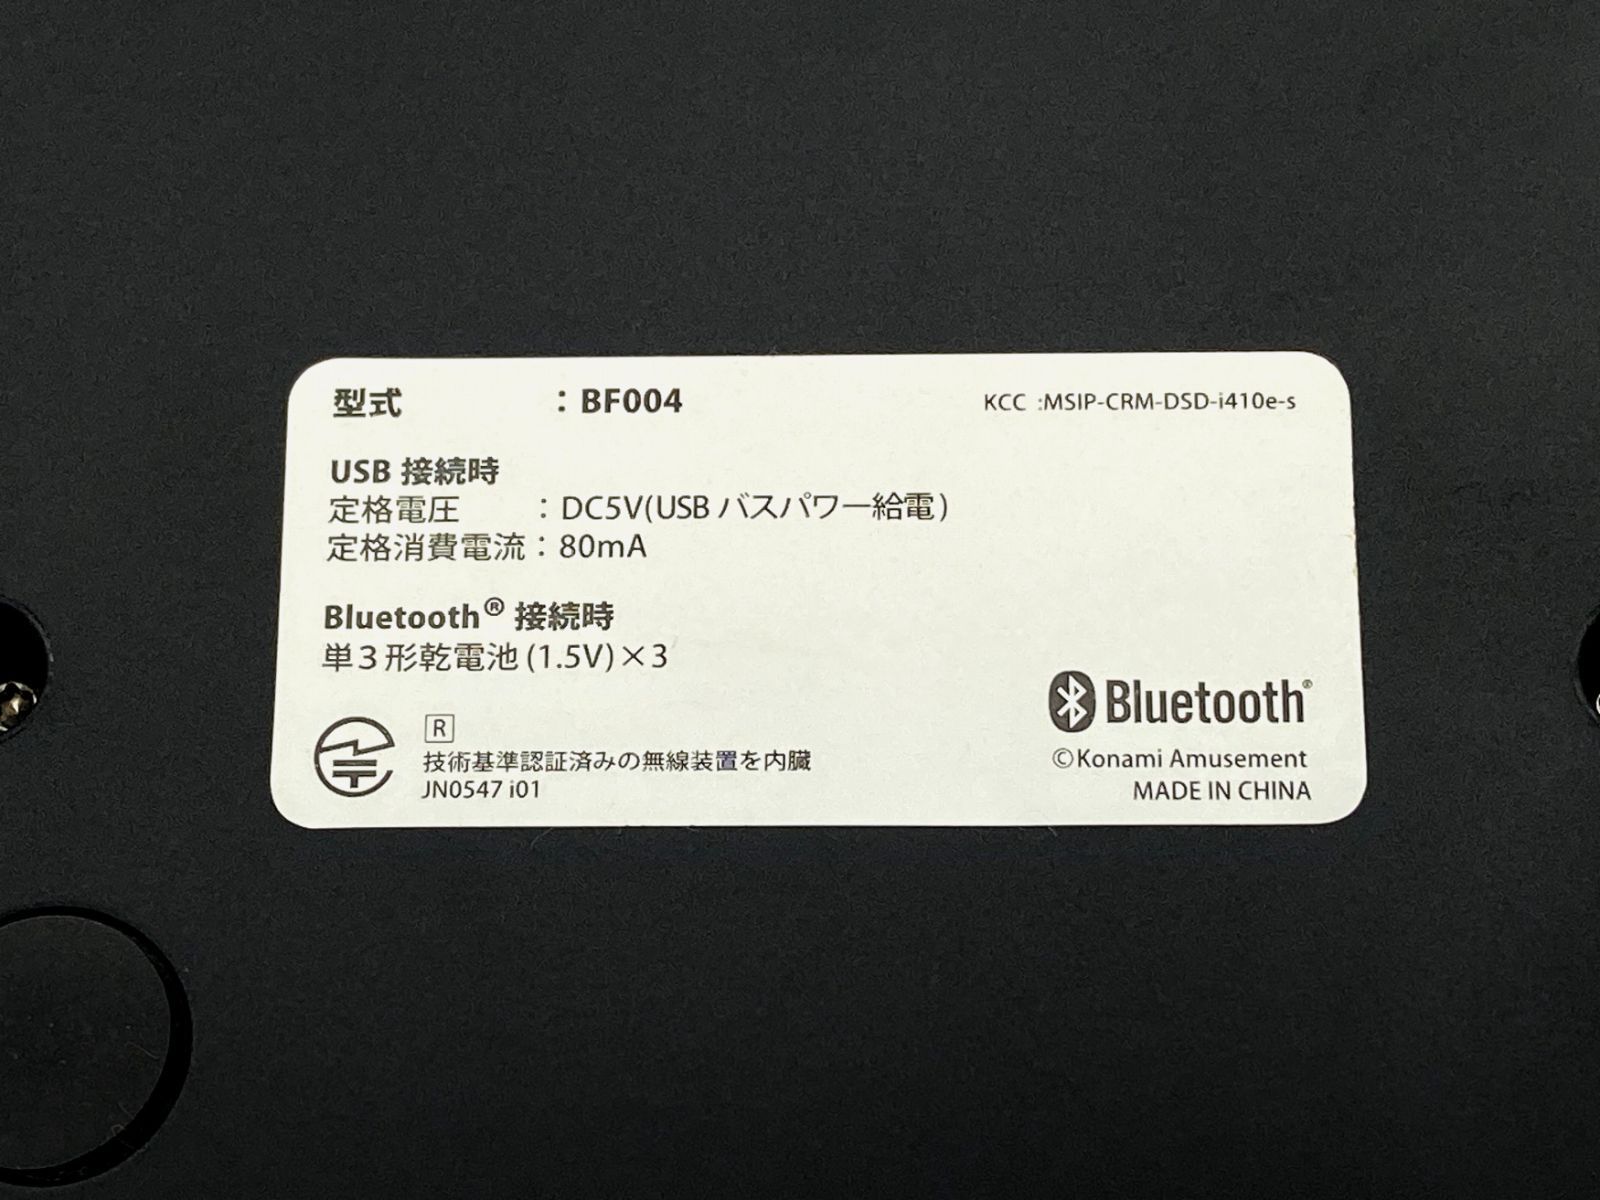 型式 : BF004 KCC :MSIP-CRM-DSD-i410e-s
USB 接続時
定格電圧 : DC5V(USB バスパワー給電)
定格消費電流 : 80mA
Bluetooth® 接続時
単3形乾電池 (1.5V)×3
R
技術基準認証済みの無線装置を内臓
JN0547 i01
Bluetooth®
©Konami Amusement
MADE IN CHINA